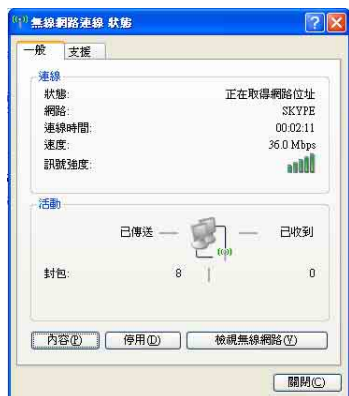 無線網路連線 狀態
一般 支援
連線
狀態: 正在取得網路位址
網路: SKYPE
連線時間: 00:02:11
速度: 36.0 Mbps
訊號強度:
活動
已傳送 — — 已收到
封包: 8 | 0
內容(P) 停用(D) 檢視無線網路(V)
關閉(C)